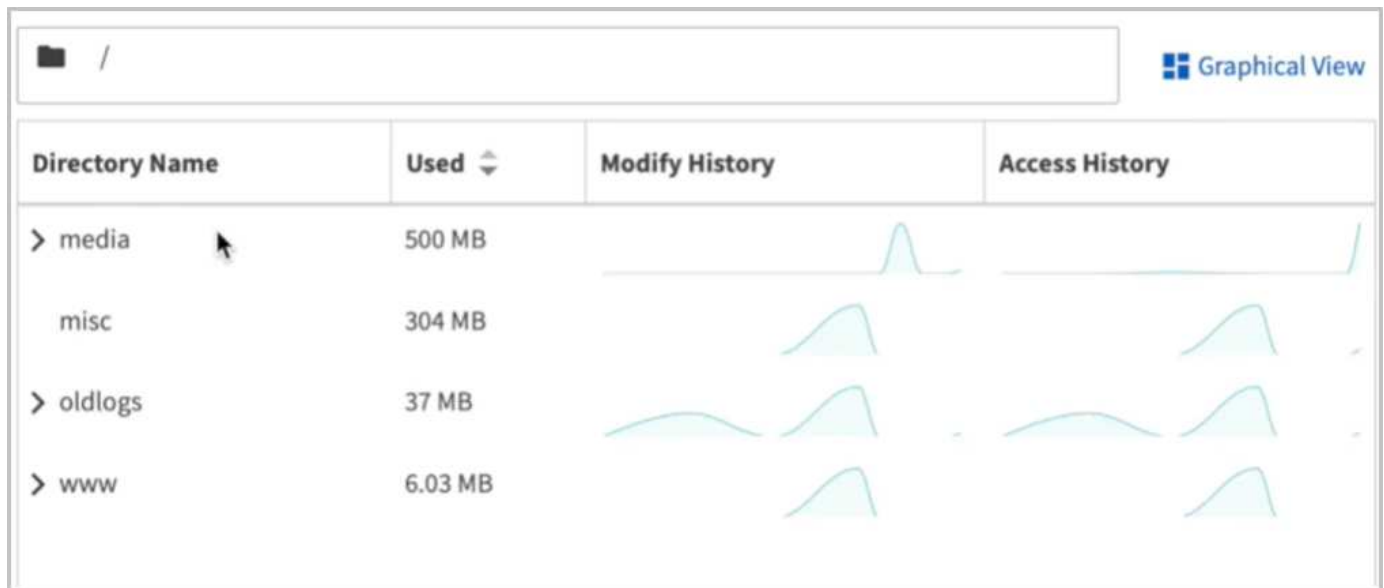 /
Graphical View
Directory Name Used Modify History Access History
media 500 MB
misc 304 MB
oldlogs 37 MB
www 6.03 MB